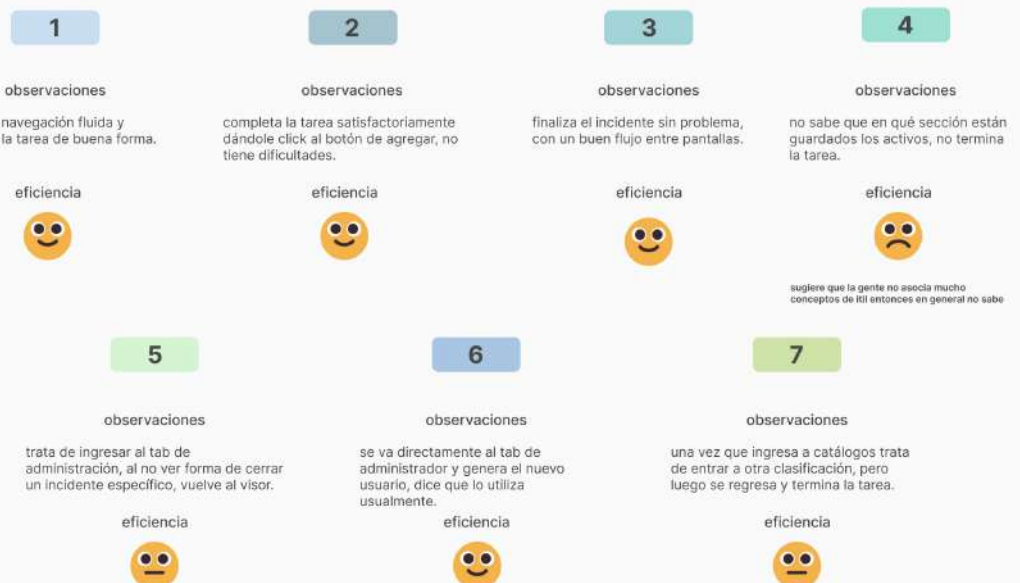 1
2
3
4
observaciones
navegación fluida y
la tarea de buena forma.
eficiencia
observaciones
completa la tarea satisfactoriamente
dándole click al botón de agregar, no
tiene dificultades.
eficiencia
observaciones
finaliza el incidente sin problema,
con un buen flujo entre pantallas.
eficiencia
observaciones
no sabe que en qué sección están
guardados los activos, no termina
la tarea.
eficiencia
sugiere que la gente no asocia mucho
conceptos de itil entonces en general no sabe
5
6
7
observaciones
trata de ingresar al tab de
administración, al no ver forma de cerrar
un incidente específico, vuelve al visor.
eficiencia
observaciones
se va directamente al tab de
administrador y genera el nuevo
usuario, dice que lo utiliza
usualmente.
eficiencia
observaciones
una vez que ingresa a catálogos trata
de entrar a otra clasificación, pero
luego se regresa y termina la tarea.
eficiencia